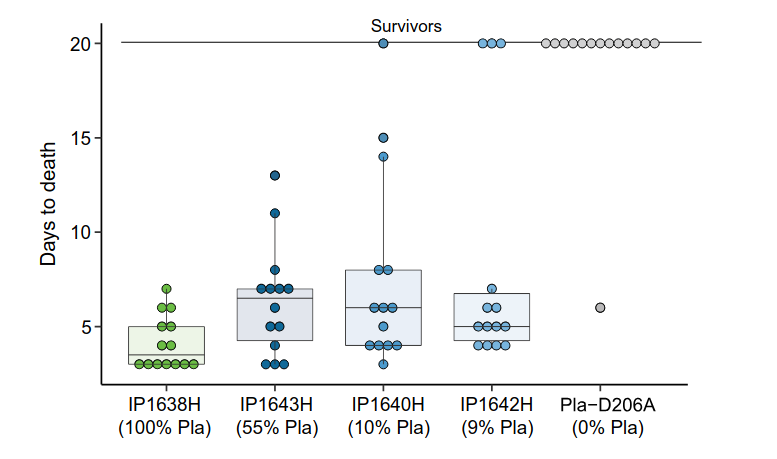 Survivors
Days to death
20
15
10
5
IP1638H IP1643H IP1640H IP1642H Pla−D206A
(100% Pla) (55% Pla) (10% Pla) (9% Pla) (0% Pla)